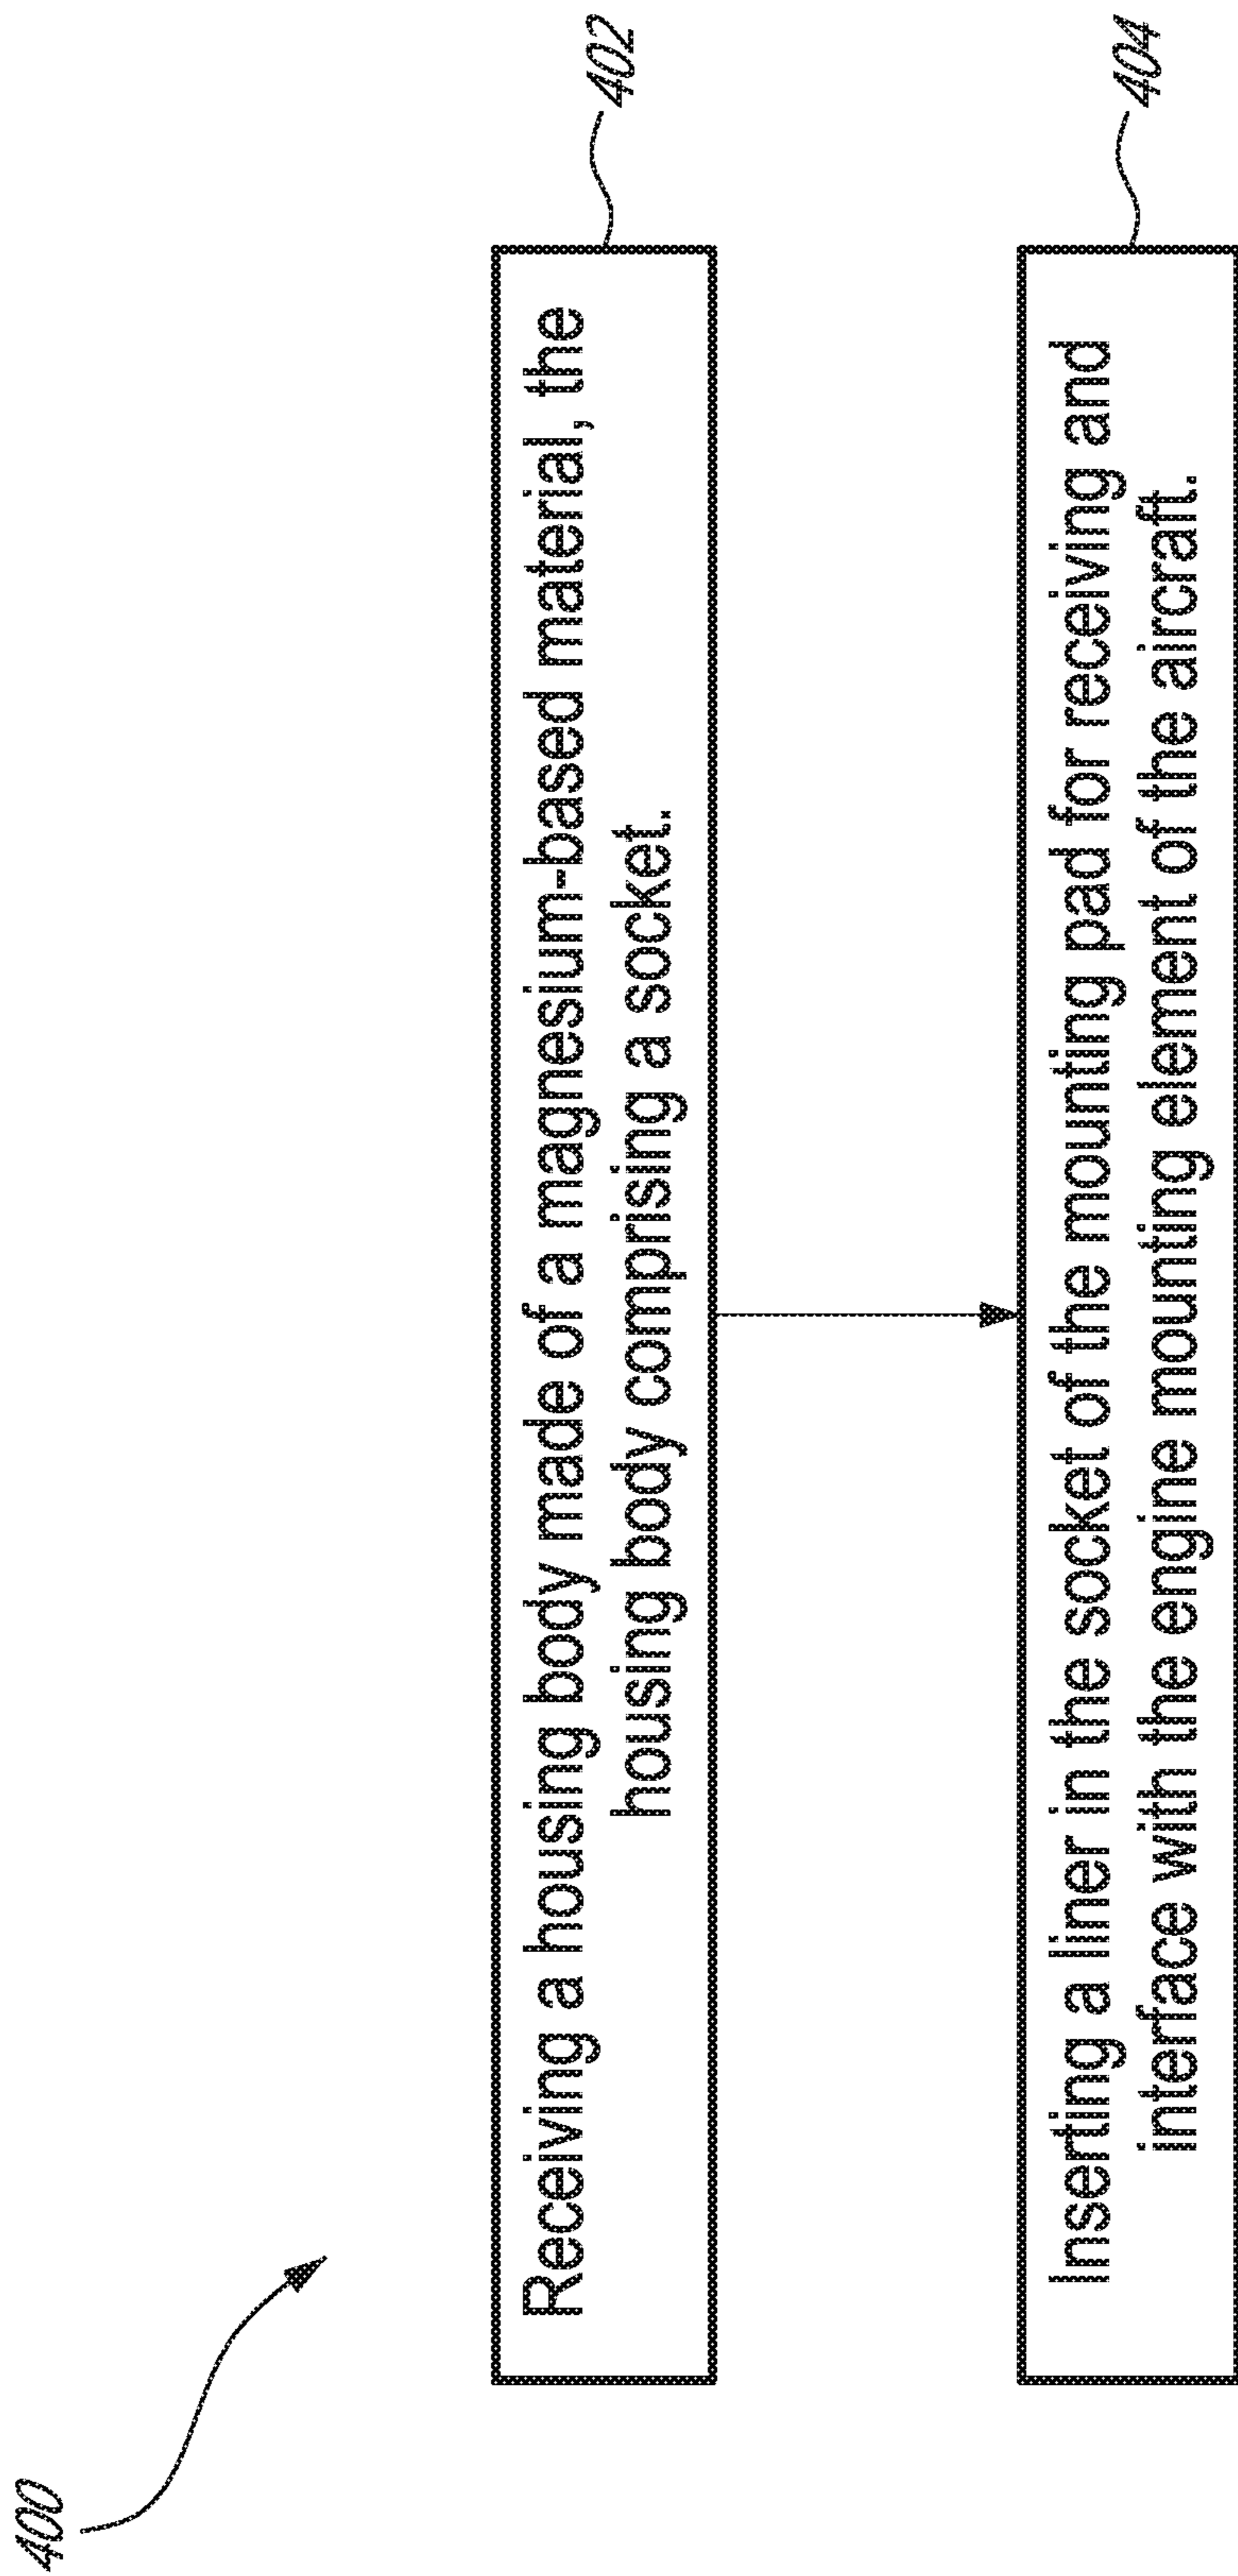 400
Receiving a housing body made of a magnesium-based material, the
housing body comprising a socket.
402
Inserting a liner in the socket of the mounting pad for receiving and
interface with the engine mounting element of the aircraft.
404